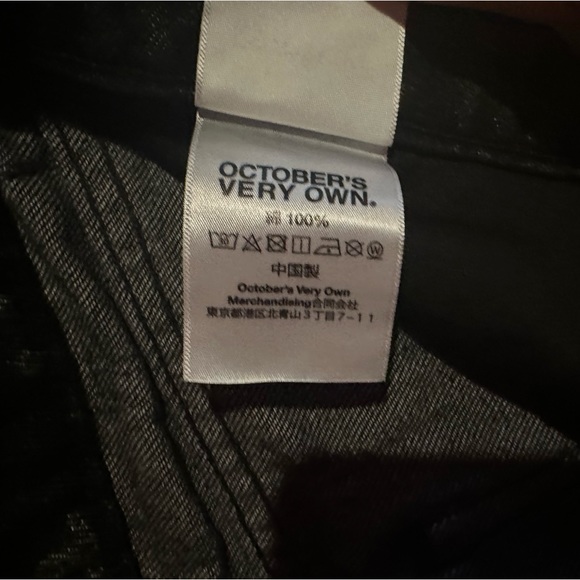 OCTOBER'S
VERY OWN.
100%
中国製
October's Very Own
Merchandising合同会社
東京都港区北青山3丁目7-11